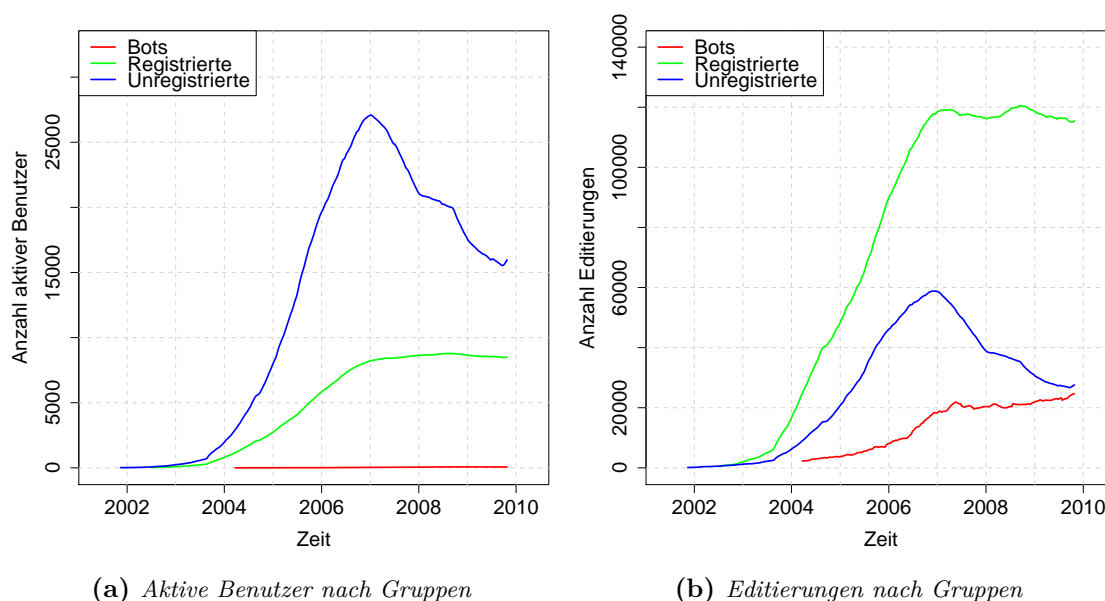 Bots
Registrierte
Unregistrierte
Anzahl aktiver Benutzer
25000
15000
5000
0
2002 2004 2006 2008 2010
Zeit
(a) Aktive Benutzer nach Gruppen
Bots
Registrierte
Unregistrierte
Anzahl Editierungen
140000
100000
60000
20000
0
2002 2004 2006 2008 2010
Zeit
(b) Editierungen nach Gruppen